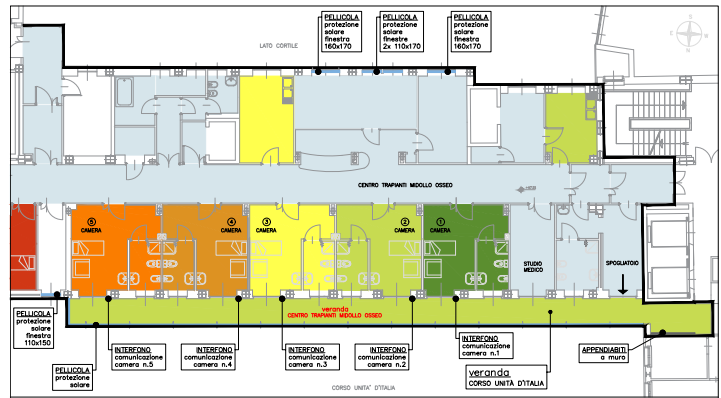 PELLICOLA
protezione
solare
finestra
160x170
PELLICOLA
protezione
solare
finestre
2x 110x170
PELLICOLA
protezione
solare
finestra
160x170
LATO CORTILE
CENTRO TRAPIANTI MIDOLLO OSSEO
5
CAMERA
4
CAMERA
3
CAMERA
2
CAMERA
1
CAMERA
STUDIO
MEDICO
SPOGLIATOIO
veranda
CENTRO TRAPIANTI MIDOLLO OSSEO
PELLICOLA
protezione
solare
finestra
110x150
PELLICOLA
protezione
solare
INTERFONO
comunicazione
camera n.5
INTERFONO
comunicazione
camera n.4
INTERFONO
comunicazione
camera n.3
INTERFONO
comunicazione
camera n.2
INTERFONO
comunicazione
camera n.1
veranda
CORSO UNITÀ D'ITALIA
APPENDIABITI
a muro
CORSO UNITA' D'ITALIA